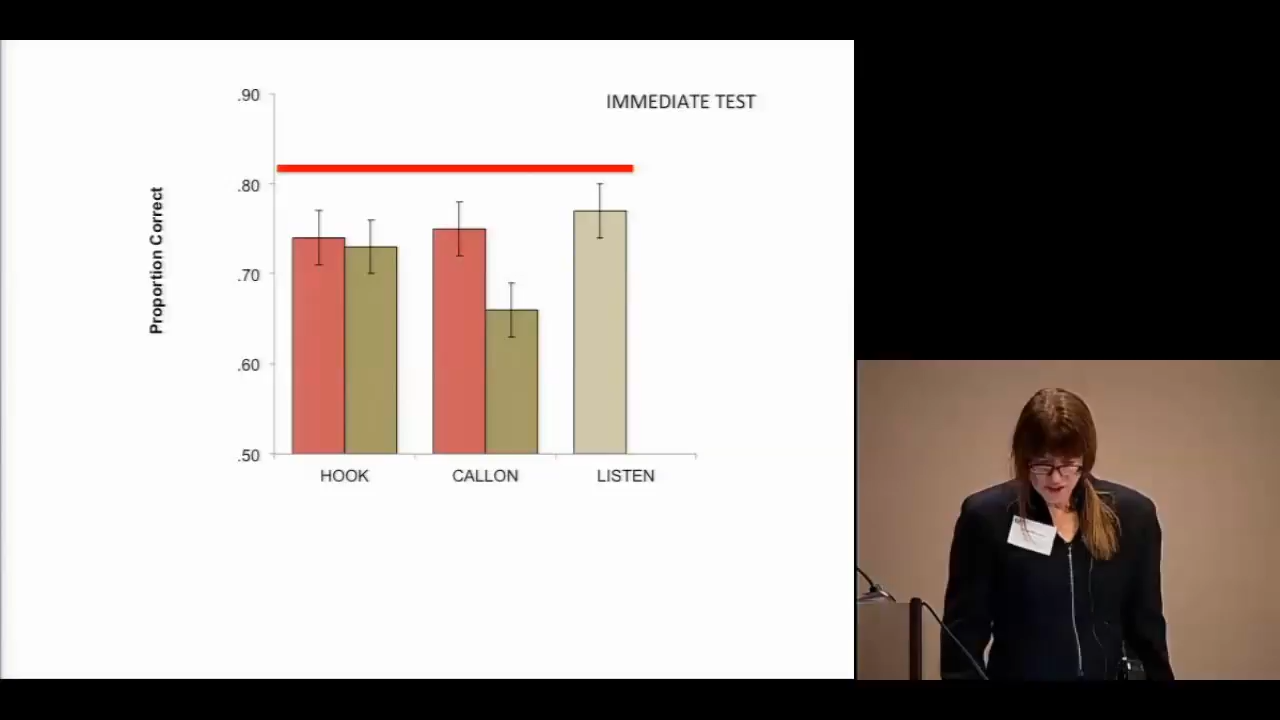 IMMEDIATE TEST
Proportion Correct
.90
.80
.70
.60
.50
HOOK
CALLON
LISTEN